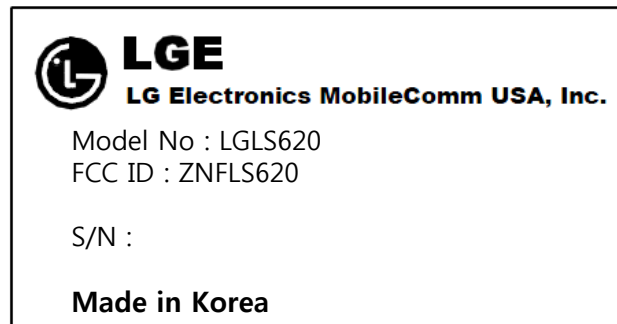 LGE
LG Electronics MobileComm USA, Inc.
Model No : LGLS620
FCC ID : ZNFLS620
S/N :
Made in Korea